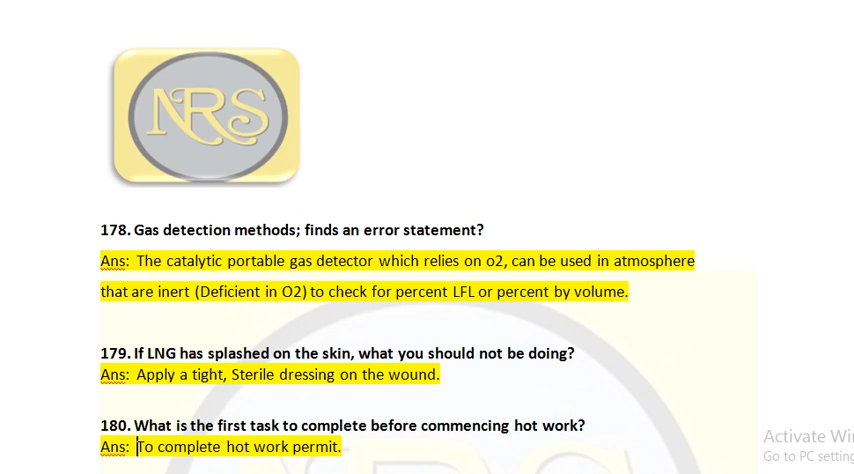 NRS
178. Gas detection methods; finds an error statement?
Ans: The catalytic portable gas detector which relies on o2, can be used in atmosphere
that are inert (Deficient in O2) to check for percent LFL or percent by volume.
179. If LNG has splashed on the skin, what you should not be doing?
Ans: Apply a tight, Sterile dressing on the wound.
180. What is the first task to complete before commencing hot work?
Ans: To complete hot work permit.
Activate Wi
Go to PC setting